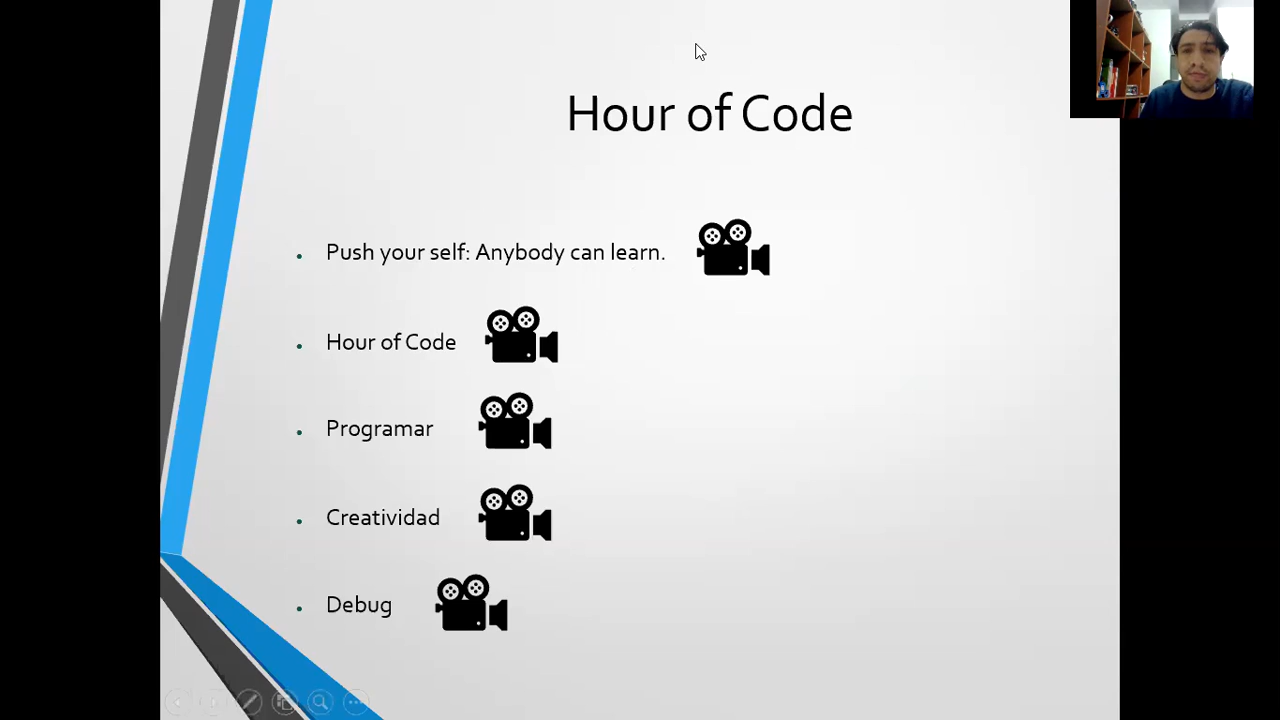 Hour of Code
Push your self: Anybody can learn.
Hour of Code
Programar
Creatividad
Debug